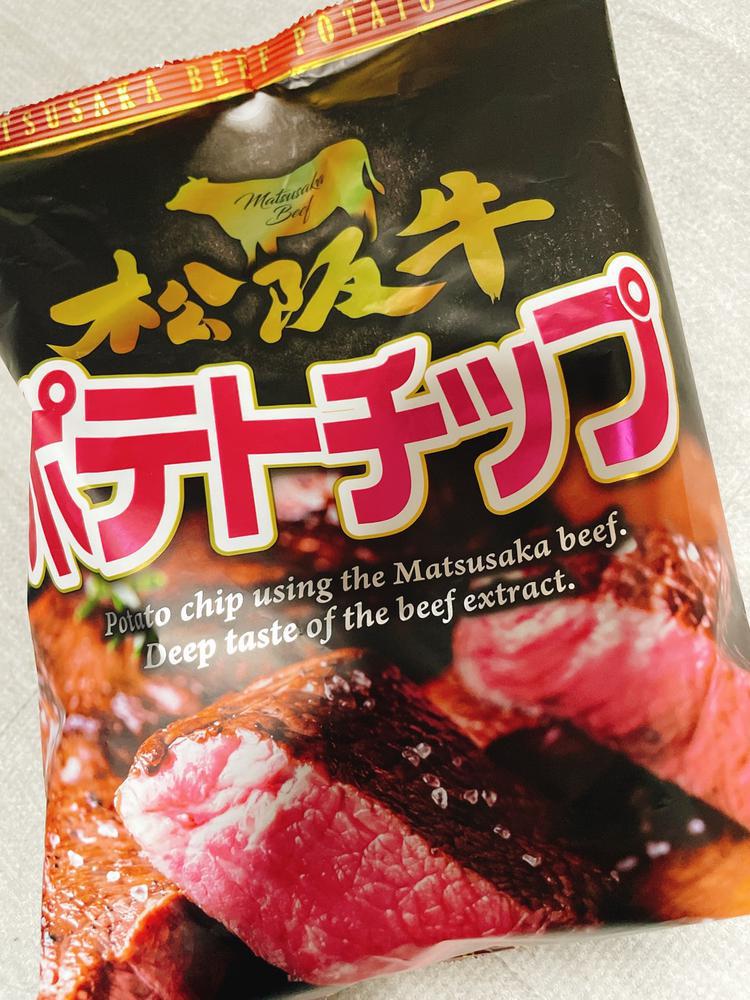 TSUSAKA BEEF POTATO
Matsusaka
Beef
松阪牛
ポテトチップ
Potato chip using the Matsusaka beef.
Deep taste of the beef extract.